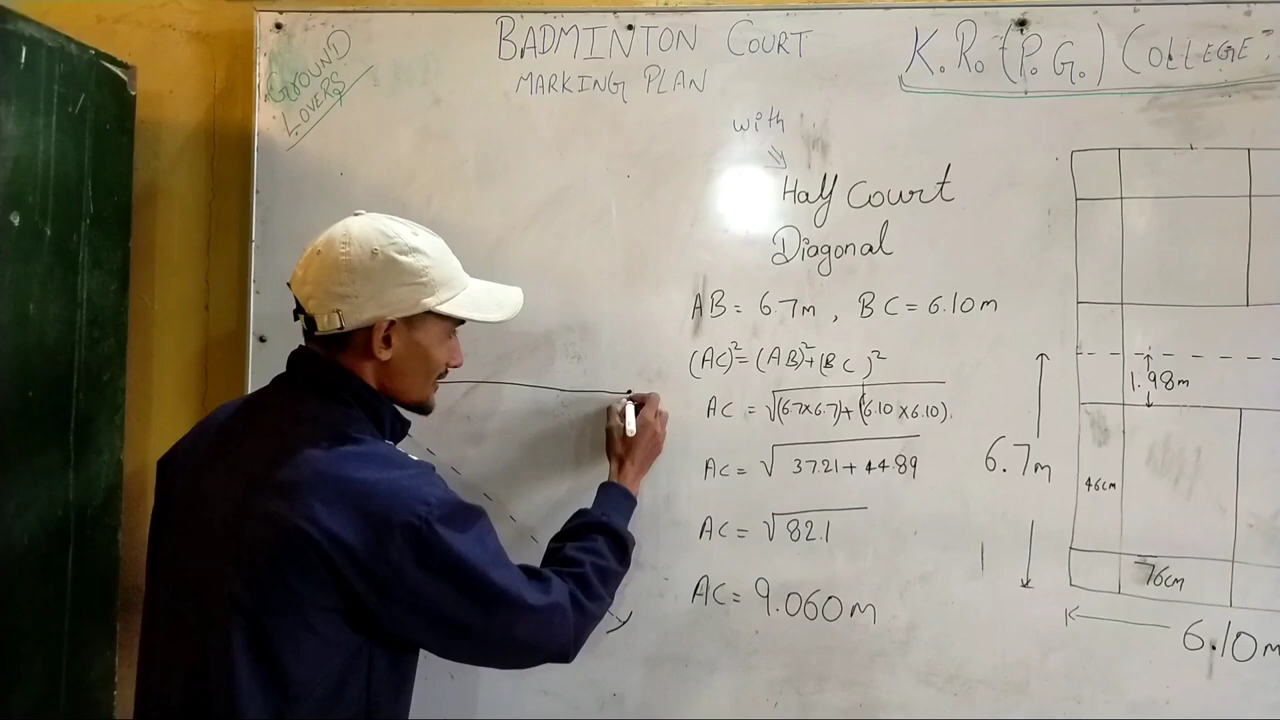 GROUND
LOVERS
BADMINTON COURT
MARKING PLAN
K.R. (P.G.) COLLEGE
with
Half Court
Diagonal
AB = 6.7m , BC = 6.10m
(AC)²=(AB)²+(BC)²
AC = √(6.7×6.7)+(6.10×6.10).
AC = √37.21+44.89
AC = √82.1
AC = 9.060m
1.98m
6.7m
46cm
76cm
6.10m